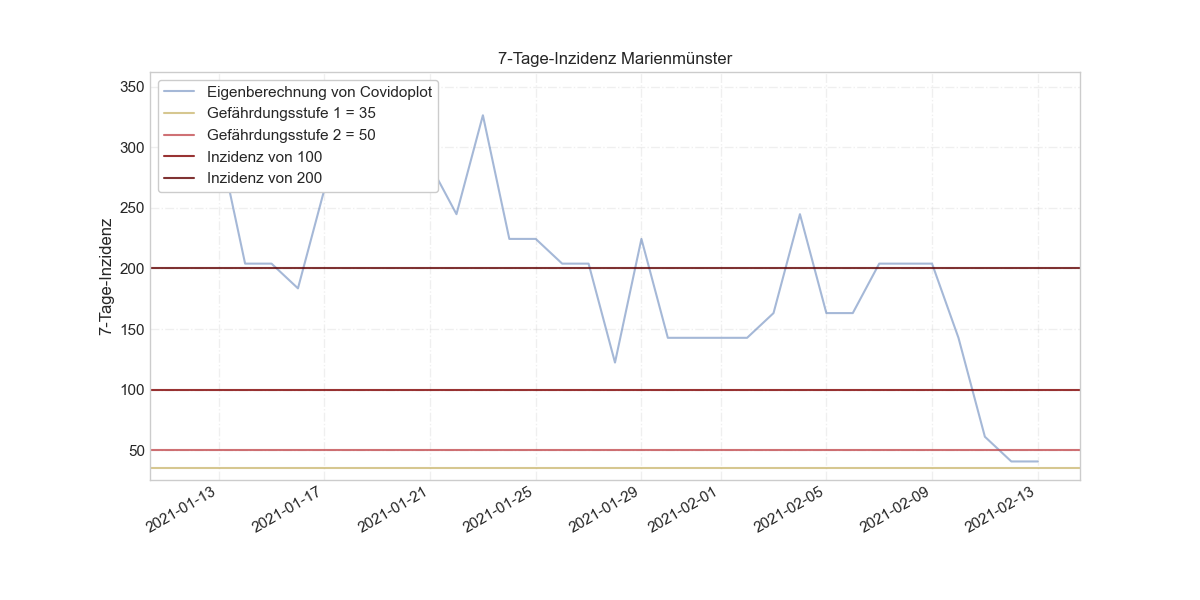 7-Tage-Inzidenz Marienmünster
350
300
250
200
150
100
50
7-Tage-Inzidenz
Eigenberechnung von Covidoplot
Gefährdungsstufe 1 = 35
Gefährdungsstufe 2 = 50
Inzidenz von 100
Inzidenz von 200
2021-01-13
2021-01-17
2021-01-21
2021-01-25
2021-01-29
2021-02-01
2021-02-05
2021-02-09
2021-02-13